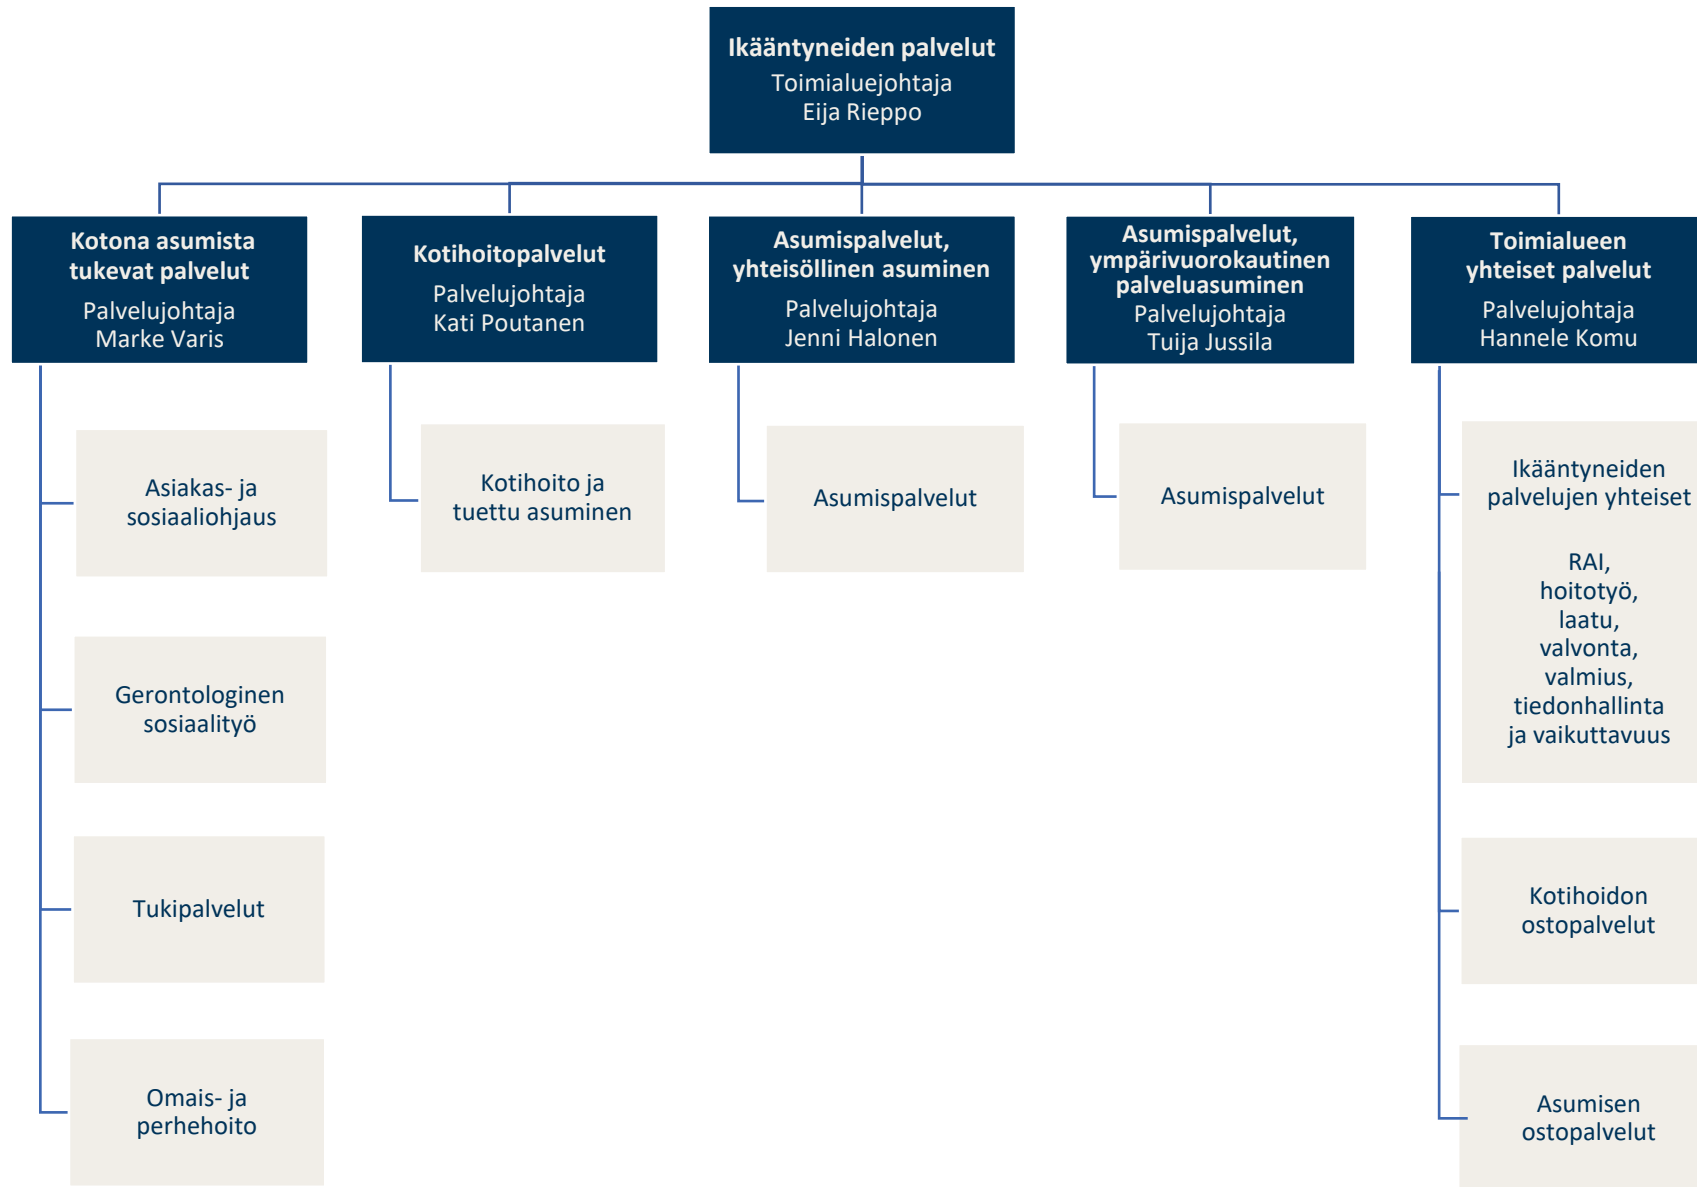 Ikääntyneiden palvelut
Toimialuejohtaja
Eija Rieppo
Kotona asumista
tukevat palvelut
Palvelujohtaja
Marke Varis
Kotihoitopalvelut
Palvelujohtaja
Kati Poutanen
Asumispalvelut,
yhteisöllinen asuminen
Palvelujohtaja
Jenni Halonen
Asumispalvelut,
ympärivuorokautinen
palveluasuminen
Palvelujohtaja
Tuija Jussila
Toimialueen
yhteiset palvelut
Palvelujohtaja
Hannele Komu
Asiakas- ja
sosiaaliohjaus
Gerontologinen
sosiaalityö
Tukipalvelut
Omais- ja
perhehoito
Kotihoito ja
tuettu asuminen
Asumispalvelut
Asumispalvelut
Ikääntyneiden
palvelujen yhteiset
RAI,
hoitotyö,
laatu,
valvonta,
valmius,
tiedonhallinta
ja vaikuttavuus
Kotihoidon
ostopalvelut
Asumisen
ostopalvelut